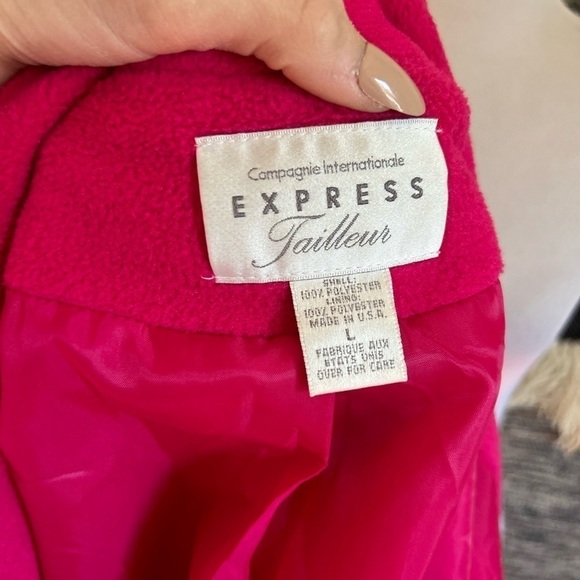 Compagnie Internationale
EXPRESS
Tailleur
SHELL:
100% POLYESTER
LINING:
100% POLYESTER
MADE IN U.S.A.
L
FABRIQUE AUX
ETATS UNIS
OVER FOR CARE